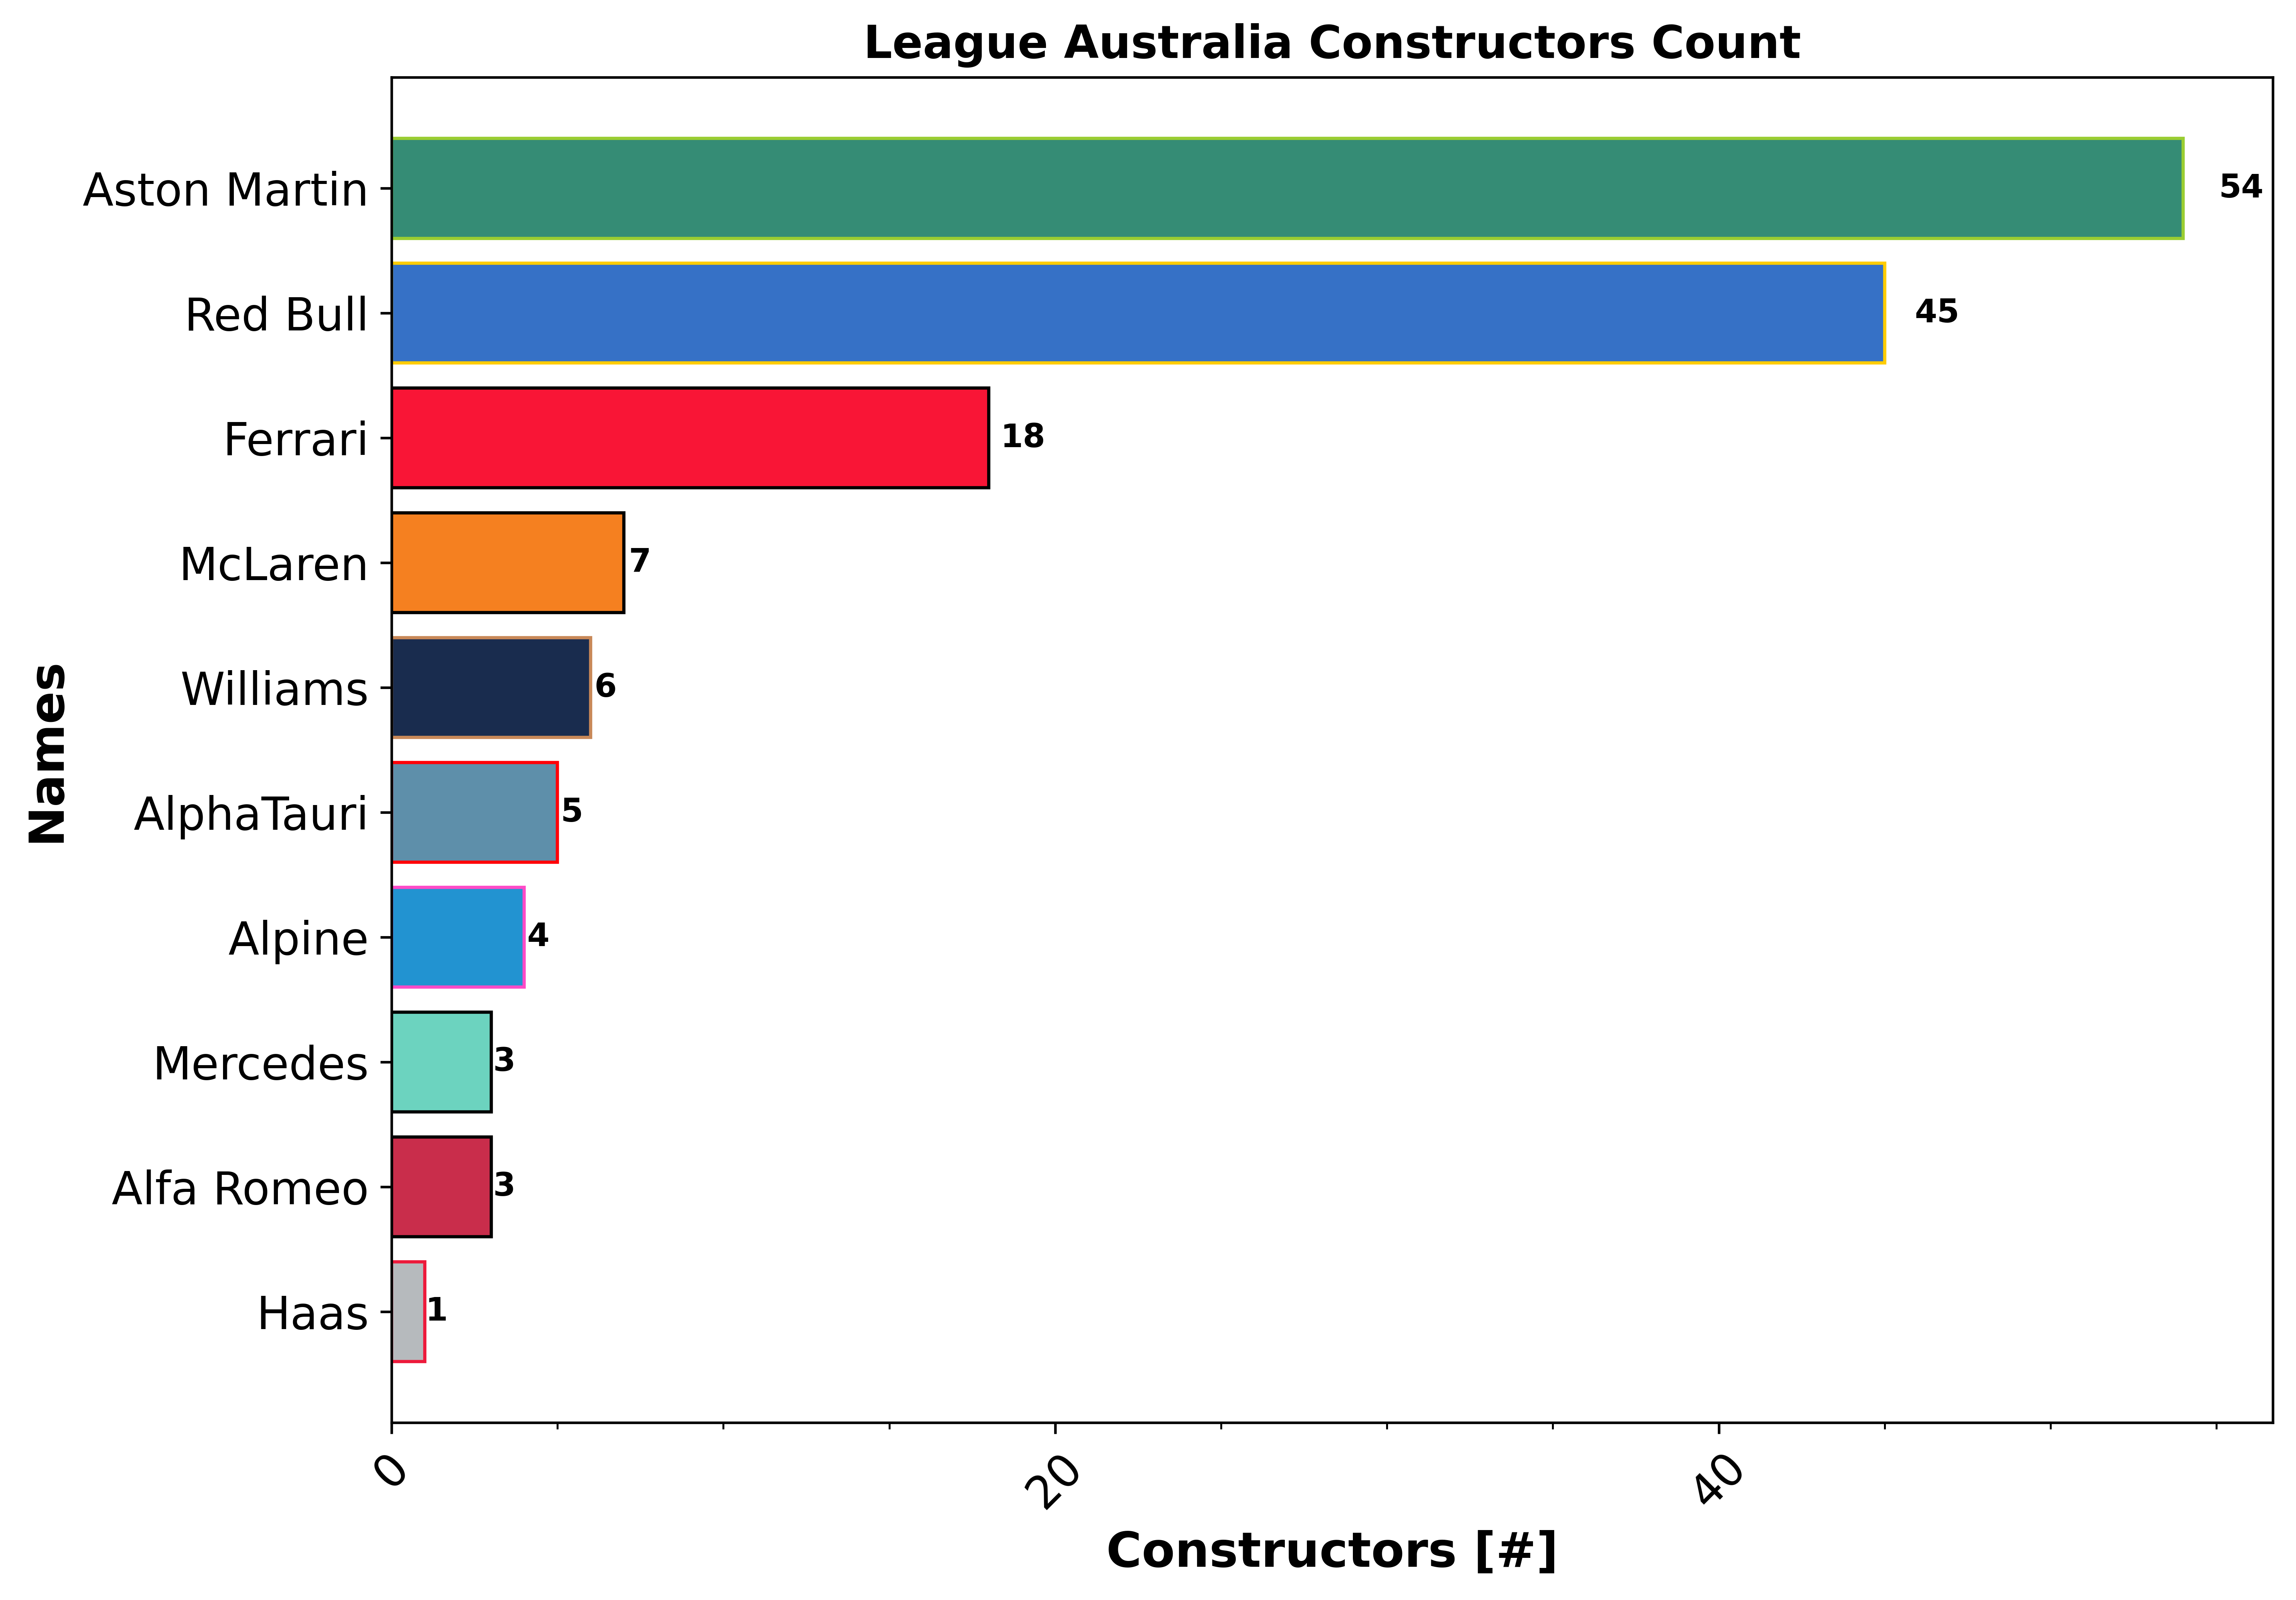 League Australia Constructors Count
Aston Martin 54
Red Bull 45
Ferrari 18
McLaren 7
Williams 6
AlphaTauri 5
Alpine 4
Mercedes 3
Alfa Romeo 3
Haas 1
Names
0 20 40
Constructors [#]